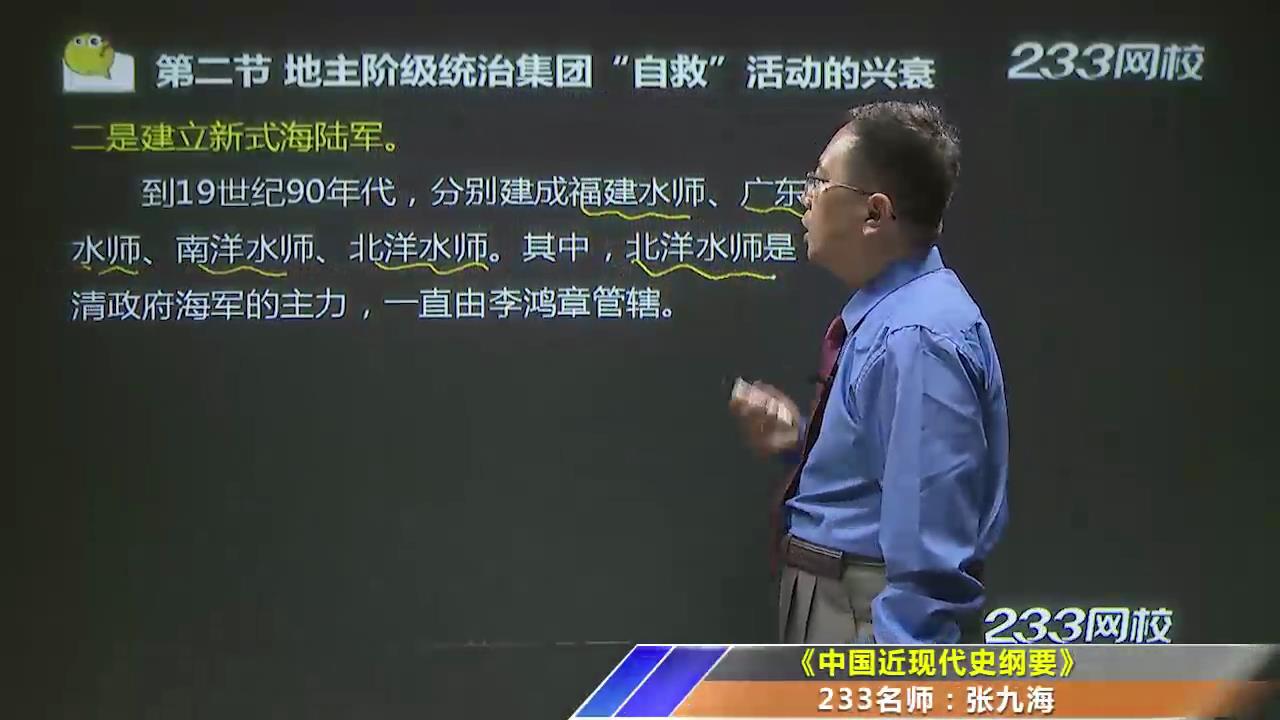 第二节 地主阶级统治集团“自救”活动的兴衰
233网校
二是建立新式海陆军。
到19世纪90年代，分别建成福建水师、广东
水师、南洋水师、北洋水师。其中，北洋水师是
清政府海军的主力，一直由李鸿章管辖。
233网校
《中国近现代史纲要》
233名师：张九海